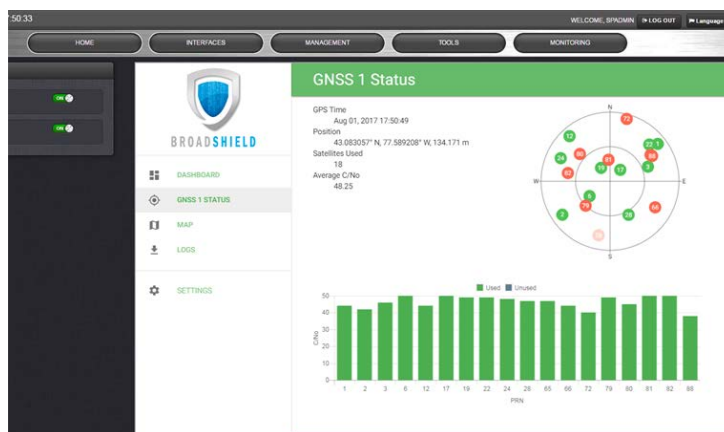 :50:33
WELCOME, SPADMIN LOG OUT Language
HOME INTERFACES MANAGEMENT TOOLS MONITORING
ON
ON
BROADSHIELD
DASHBOARD
GNSS 1 STATUS
MAP
LOGS
SETTINGS
GNSS 1 Status
GPS Time
Aug 01, 2017 17:50:49
Position
43.083057° N, 77.589208° W, 134.171 m
Satellites Used
18
Average C/No
48.25
N
72
12
22 1
24 80 88
81
82 19 17 3
W E
6
79
2 28 66
S
Used Unused
50
40
30
20
10
0
C/No
1 2 3 6 12 17 19 22 24 28 65 66 72 79 80 81 82 88
PRN